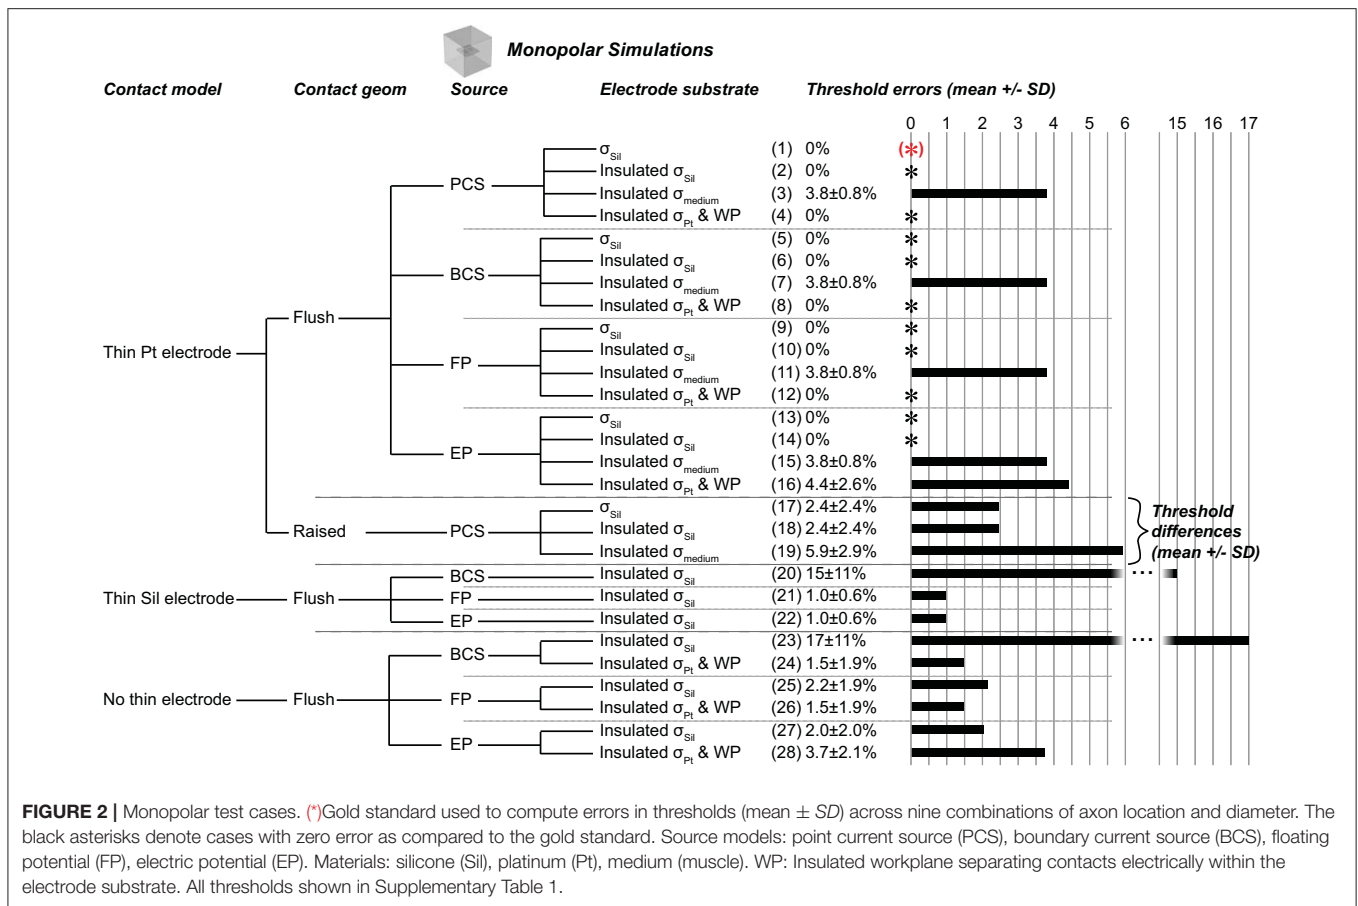 Monopolar Simulations
Contact model Contact geom Source Electrode substrate Threshold errors (mean +/- SD)
0 1 2 3 4 5 6 15 16 17
σSil (1) 0% (*)
Insulated σSil (2) 0% *
PCS
Insulated σmedium (3) 3.8±0.8%
Insulated σPt & WP (4) 0% *
σSil (5) 0% *
Insulated σSil (6) 0% *
BCS
Insulated σmedium (7) 3.8±0.8%
Insulated σPt & WP (8) 0% *
Flush
σSil (9) 0% *
Thin Pt electrode
Insulated σSil (10) 0% *
FP
Insulated σmedium (11) 3.8±0.8%
Insulated σPt & WP (12) 0% *
σSil (13) 0% *
Insulated σSil (14) 0% *
EP
Insulated σmedium (15) 3.8±0.8%
Insulated σPt & WP (16) 4.4±2.6%
σSil (17) 2.4±2.4%
Raised PCS Insulated σSil (18) 2.4±2.4%
Insulated σmedium (19) 5.9±2.9%
Threshold
differences
(mean +/- SD)
BCS Insulated σSil (20) 15±11% ...
Thin Sil electrode Flush FP Insulated σSil (21) 1.0±0.6%
EP Insulated σSil (22) 1.0±0.6%
Insulated σSil (23) 17±11% ...
BCS
Insulated σPt & WP (24) 1.5±1.9%
Insulated σSil (25) 2.2±1.9%
No thin electrode Flush FP
Insulated σPt & WP (26) 1.5±1.9%
Insulated σSil (27) 2.0±2.0%
EP
Insulated σPt & WP (28) 3.7±2.1%
FIGURE 2 | Monopolar test cases. (*)Gold standard used to compute errors in thresholds (mean ± SD) across nine combinations of axon location and diameter. The
black asterisks denote cases with zero error as compared to the gold standard. Source models: point current source (PCS), boundary current source (BCS), floating
potential (FP), electric potential (EP). Materials: silicone (Sil), platinum (Pt), medium (muscle). WP: Insulated workplane separating contacts electrically within the
electrode substrate. All thresholds shown in Supplementary Table 1.